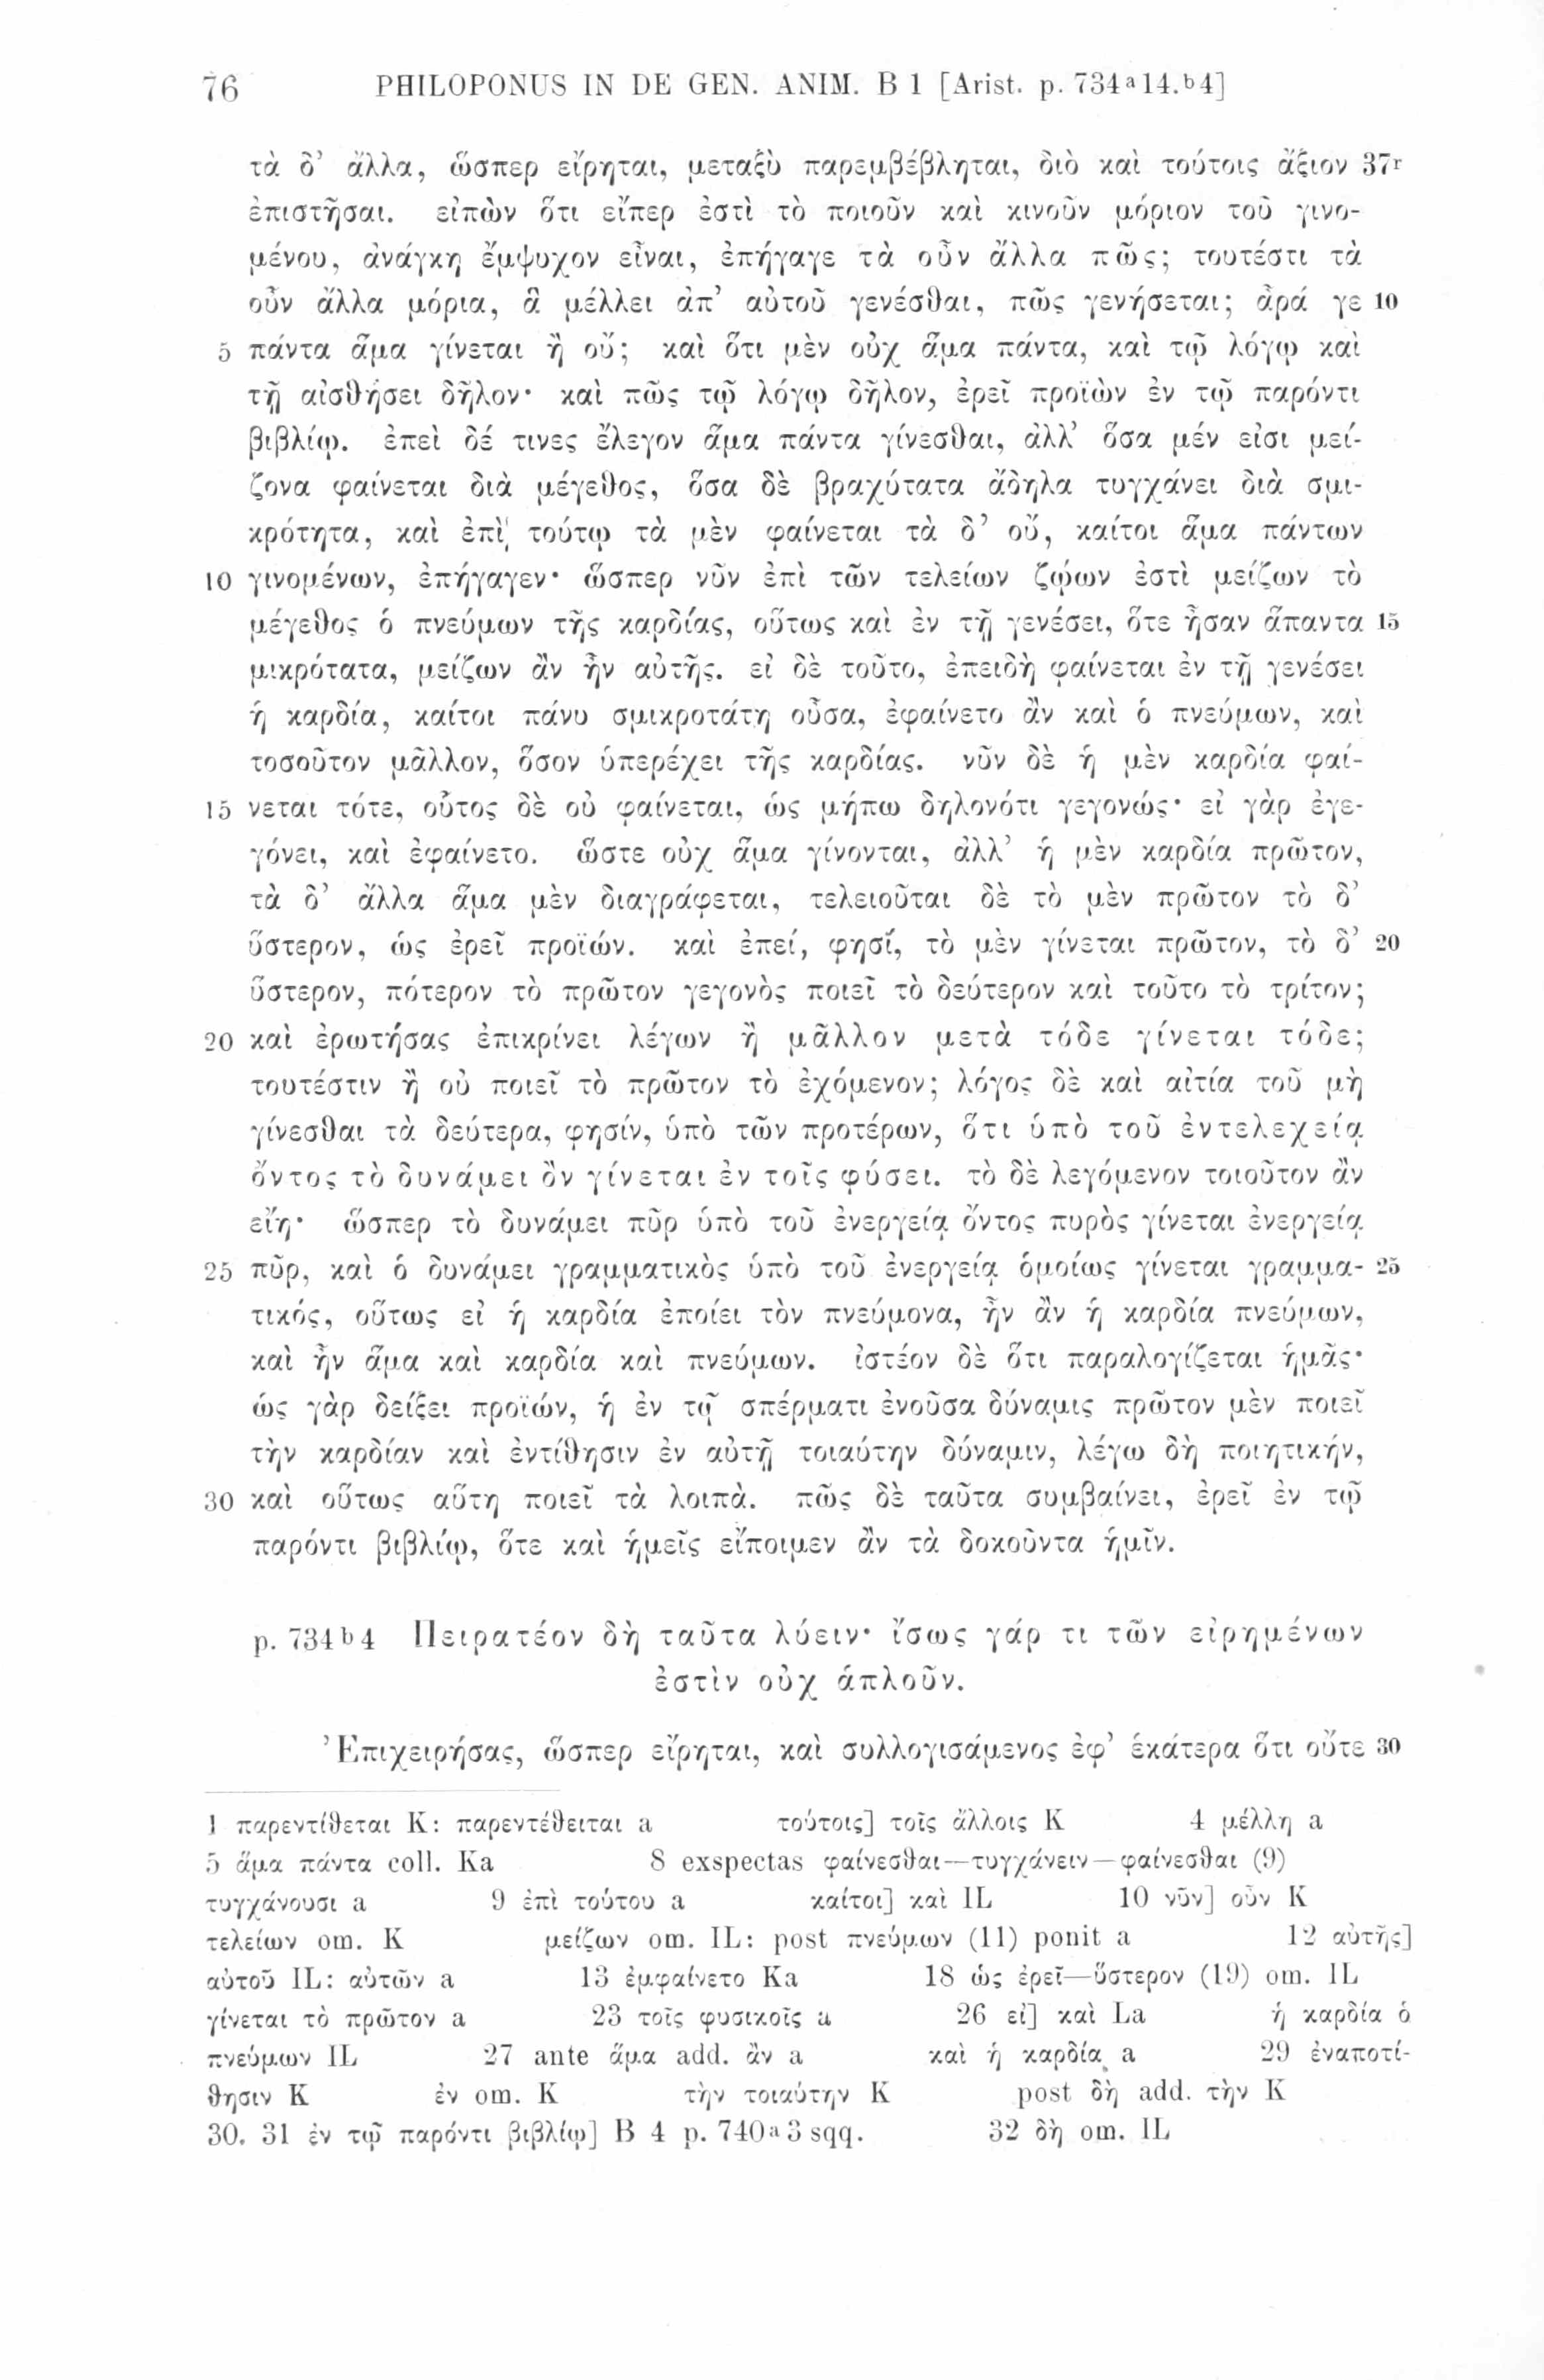 76 PHILOPONUS IN DE GEN. ANIM. B 1 [Arist. p. 734a14.b4]
τὰ δ’ ἄλλα, ὥσπερ εἴρηται, μεταξὺ παρεμβέβληται, διὸ καὶ τούτοις ἄξιον 37r
ἐπιστῆσαι. εἰπὼν ὅτι εἴπερ ἐστὶ τὸ ποιοῦν καὶ κινοῦν μόριον τοῦ γινο-
μένου, ἀνάγκη ἔμψυχον εἶναι, ἐπήγαγε τὰ οὖν ἄλλα πῶς; τουτέστι τὰ
οὖν ἄλλα μόρια, ἃ μέλλει ἀπ’ αὐτοῦ γενέσθαι, πῶς γενήσεται; ἆρά γε 10
5 πάντα ἅμα γίνεται ἢ οὔ; καὶ ὅτι μὲν οὐχ ἅμα πάντα, καὶ τῷ λόγῳ καὶ
τῇ αἰσθήσει δῆλον· καὶ πῶς τῷ λόγῳ δῆλον, ἐρεῖ προϊὼν ἐν τῷ παρόντι
βιβλίῳ. ἐπεὶ δέ τινες ἔλεγον ἅμα πάντα γίνεσθαι, ἀλλ’ ὅσα μέν εἰσι μεί-
ζονα φαίνεται διὰ μέγεθος, ὅσα δὲ βραχύτατα ἄδηλα τυγχάνει διὰ σμι-
κρότητα, καὶ ἐπὶ τούτῳ τὰ μὲν φαίνεται τὰ δ’ οὔ, καίτοι ἅμα πάντων
10 γινομένων, ἐπήγαγεν· ὥσπερ νῦν ἐπὶ τῶν τελείων ζῴων ἐστὶ μείζων τὸ
μέγεθος ὁ πνεύμων τῆς καρδίας, οὕτως καὶ ἐν τῇ γενέσει, ὅτε ἦσαν ἅπαντα 15
μικρότατα, μείζων ἂν ἦν αὐτῆς. εἰ δὲ τοῦτο, ἐπειδὴ φαίνεται ἐν τῇ γενέσει
ἡ καρδία, καίτοι πάνυ σμικροτάτη οὖσα, ἐφαίνετο ἂν καὶ ὁ πνεύμων, καὶ
τοσοῦτον μᾶλλον, ὅσον ὑπερέχει τῆς καρδίας. νῦν δὲ ἡ μὲν καρδία φαί-
15 νεται τότε, οὗτος δὲ οὐ φαίνεται, ὡς μήπω δηλονότι γεγονώς· εἰ γὰρ ἐγε-
γόνει, καὶ ἐφαίνετο. ὥστε οὐχ ἅμα γίνονται, ἀλλ’ ἡ μὲν καρδία πρῶτον,
τὰ δ’ ἄλλα ἅμα μὲν διαγράφεται, τελειοῦται δὲ τὸ μὲν πρῶτον τὸ δ’
ὕστερον, ὡς ἐρεῖ προϊών. καὶ ἐπεί, φησί, τὸ μὲν γίνεται πρῶτον, τὸ δ’ 20
ὕστερον, πότερον τὸ πρῶτον γεγονὸς ποιεῖ τὸ δεύτερον καὶ τοῦτο τὸ τρίτον;
20 καὶ ἐρωτήσας ἐπικρίνει λέγων ἢ μᾶλλον μετὰ τόδε γίνεται τόδε;
τουτέστιν ἢ οὐ ποιεῖ τὸ πρῶτον τὸ ἐχόμενον; λόγος δὲ καὶ αἰτία τοῦ μὴ
γίνεσθαι τὰ δεύτερα, φησίν, ὑπὸ τῶν προτέρων, ὅτι ὑπὸ τοῦ ἐντελεχείᾳ
ὄντος τὸ δυνάμει ὂν γίνεται ἐν τοῖς φύσει. τὸ δὲ λεγόμενον τοιοῦτον ἂν
εἴη· ὥσπερ τὸ δυνάμει πῦρ ὑπὸ τοῦ ἐνεργείᾳ ὄντος πυρὸς γίνεται ἐνεργείᾳ
25 πῦρ, καὶ ὁ δυνάμει γραμματικὸς ὑπὸ τοῦ ἐνεργείᾳ ὁμοίως γίνεται γραμμα- 25
τικός, οὕτως εἰ ἡ καρδία ἐποίει τὸν πνεύμονα, ἦν ἂν ἡ καρδία πνεύμων,
καὶ ἦν ἅμα καὶ καρδία καὶ πνεύμων. ἰστέον δὲ ὅτι παραλογίζεται ἡμᾶς·
ὡς γὰρ δείξει προϊών, ἡ ἐν τῷ σπέρματι ἐνοῦσα δύναμις πρῶτον μὲν ποιεῖ
τὴν καρδίαν καὶ ἐντίθησιν ἐν αὐτῇ τοιαύτην δύναμιν, λέγω δὴ ποιητικήν,
30 καὶ οὕτως αὕτη ποιεῖ τὰ λοιπά. πῶς δὲ ταῦτα συμβαίνει, ἐρεῖ ἐν τῷ
παρόντι βιβλίῳ, ὅτε καὶ ἡμεῖς εἴποιμεν ἂν τὰ δοκοῦντα ἡμῖν.
p. 734b4 Πειρατέον δὴ ταῦτα λύειν· ἴσως γάρ τι τῶν εἰρημένων
ἐστὶν οὐχ ἁπλοῦν.
Ἐπιχειρήσας, ὥσπερ εἴρηται, καὶ συλλογισάμενος ἐφ’ ἑκάτερα ὅτι οὔτε 30
1 παρεντίθεται K: παρεντέθειται a τούτοις] τοῖς ἄλλοις K 4 μέλλη a
5 ἅμα πάντα coll. Ka 8 exspectas φαίνεσθαι—τυγχάνειν—φαίνεσθαι (9)
τυγχάνουσι a 9 ἐπὶ τούτου a καίτοι] καὶ IL 10 νῦν] οὖν K
τελείων om. K μείζων om. IL: post πνεύμων (11) ponit a 12 αὐτῆς]
αὐτοῦ IL: αὐτῶν a 13 ἐμφαίνετο Ka 18 ὡς ἐρεῖ—ὕστερον (19) om. IL
γίνεται τὸ πρῶτον a 23 τοῖς φυσικοῖς a 26 εἰ] καὶ La ἡ καρδία ὁ
πνεύμων IL 27 ante ἅμα add. ἂν a καὶ ἡ καρδία a 29 ἐναποτί-
θησιν K ἐν om. K τὴν τοιαύτην K post δὴ add. τὴν K
30. 31 ἐν τῷ παρόντι βιβλίῳ] B 4 p. 740a3 sqq. 32 δὴ om. IL